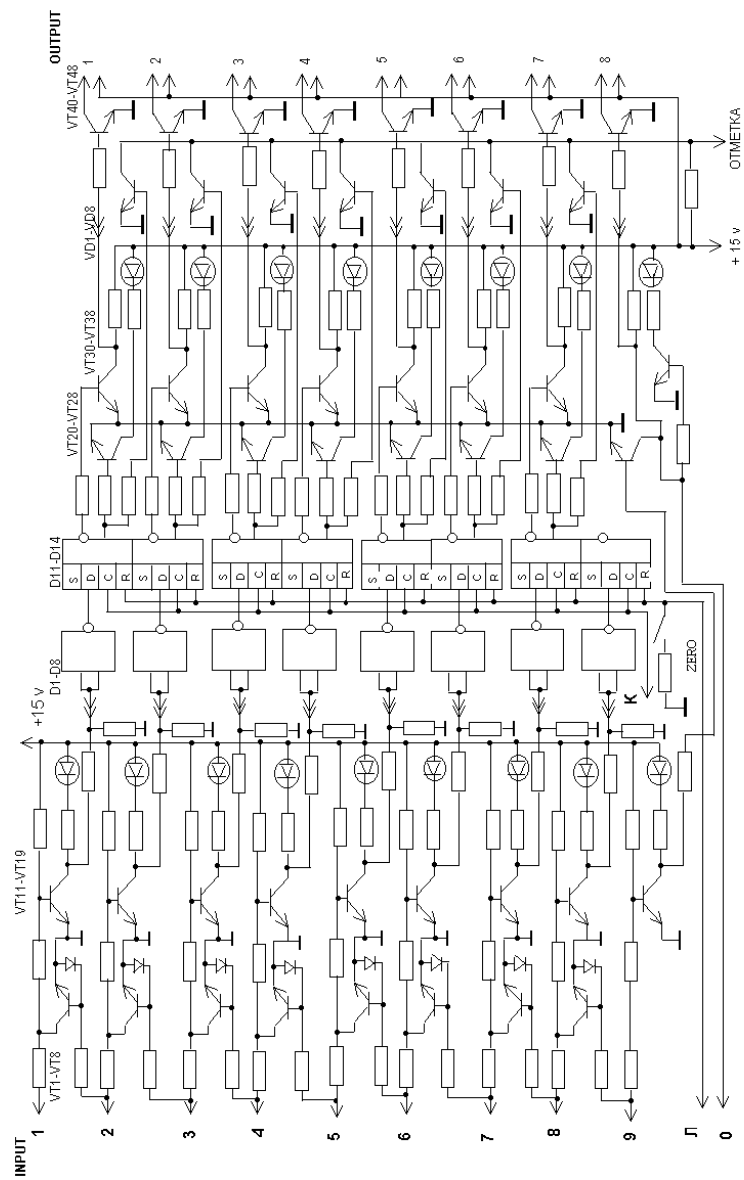 OUTPUT
1
2
3
4
5
6
7
8
VT40-VT48
ОТМЕТКА
VD1-VD8
+ 15 v
VT30-VT38
VT20-VT28
D11-D14
S D C R S D C R S D C R S D C R S D C R S D C R S D C R S D C R
D1-D8
K
ZERO
+15 v
VT11-VT19
VT1-VT8
INPUT
1
2
3
4
5
6
7
8
9
Л
0